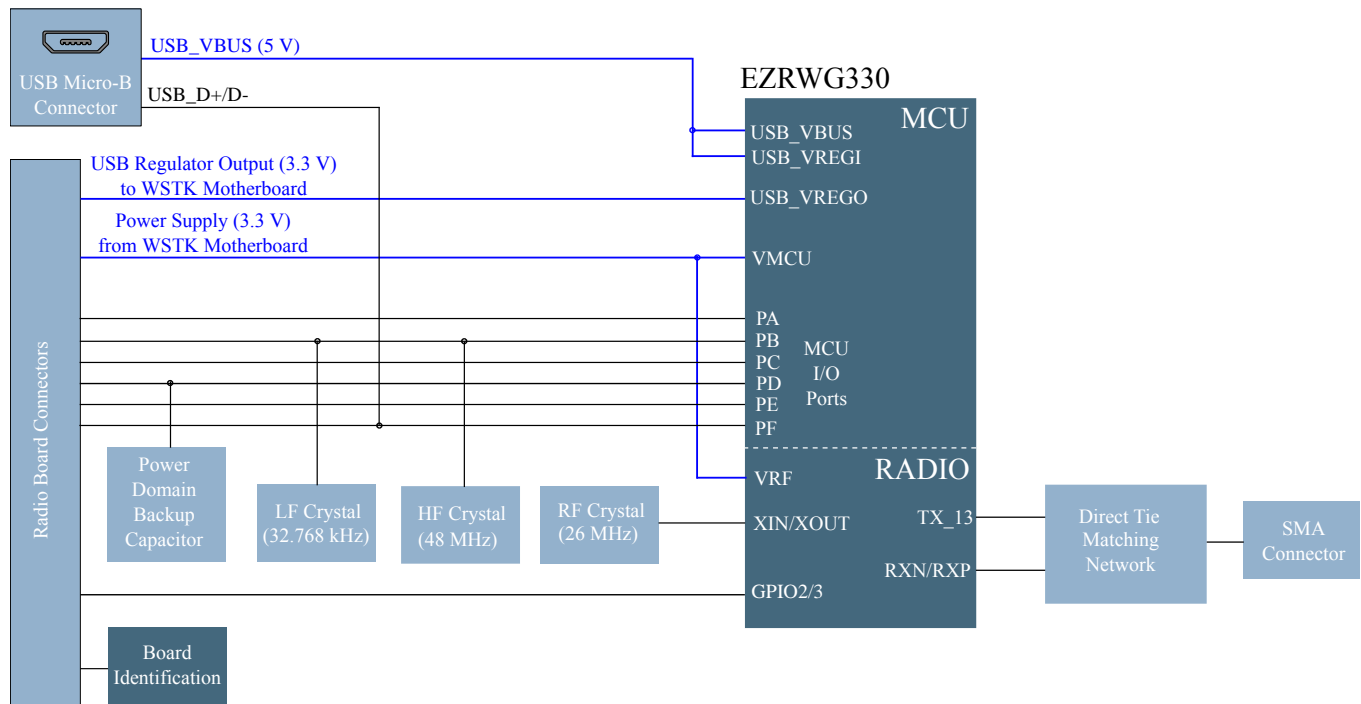 USB Micro-B
Connector
USB_VBUS (5 V)
USB_D+/D-
USB Regulator Output (3.3 V)
to WSTK Motherboard
Power Supply (3.3 V)
from WSTK Motherboard
Radio Board Connectors
Power
Domain
Backup
Capacitor
LF Crystal
(32.768 kHz)
HF Crystal
(48 MHz)
RF Crystal
(26 MHz)
Board
Identification
EZRWG330
MCU
USB_VBUS
USB_VREGI
USB_VREGO
VMCU
PA
PB
PC
PD
PE
PF
MCU
I/O
Ports
RADIO
VRF
XIN/XOUT
GPIO2/3
TX_13
RXN/RXP
Direct Tie
Matching
Network
SMA
Connector